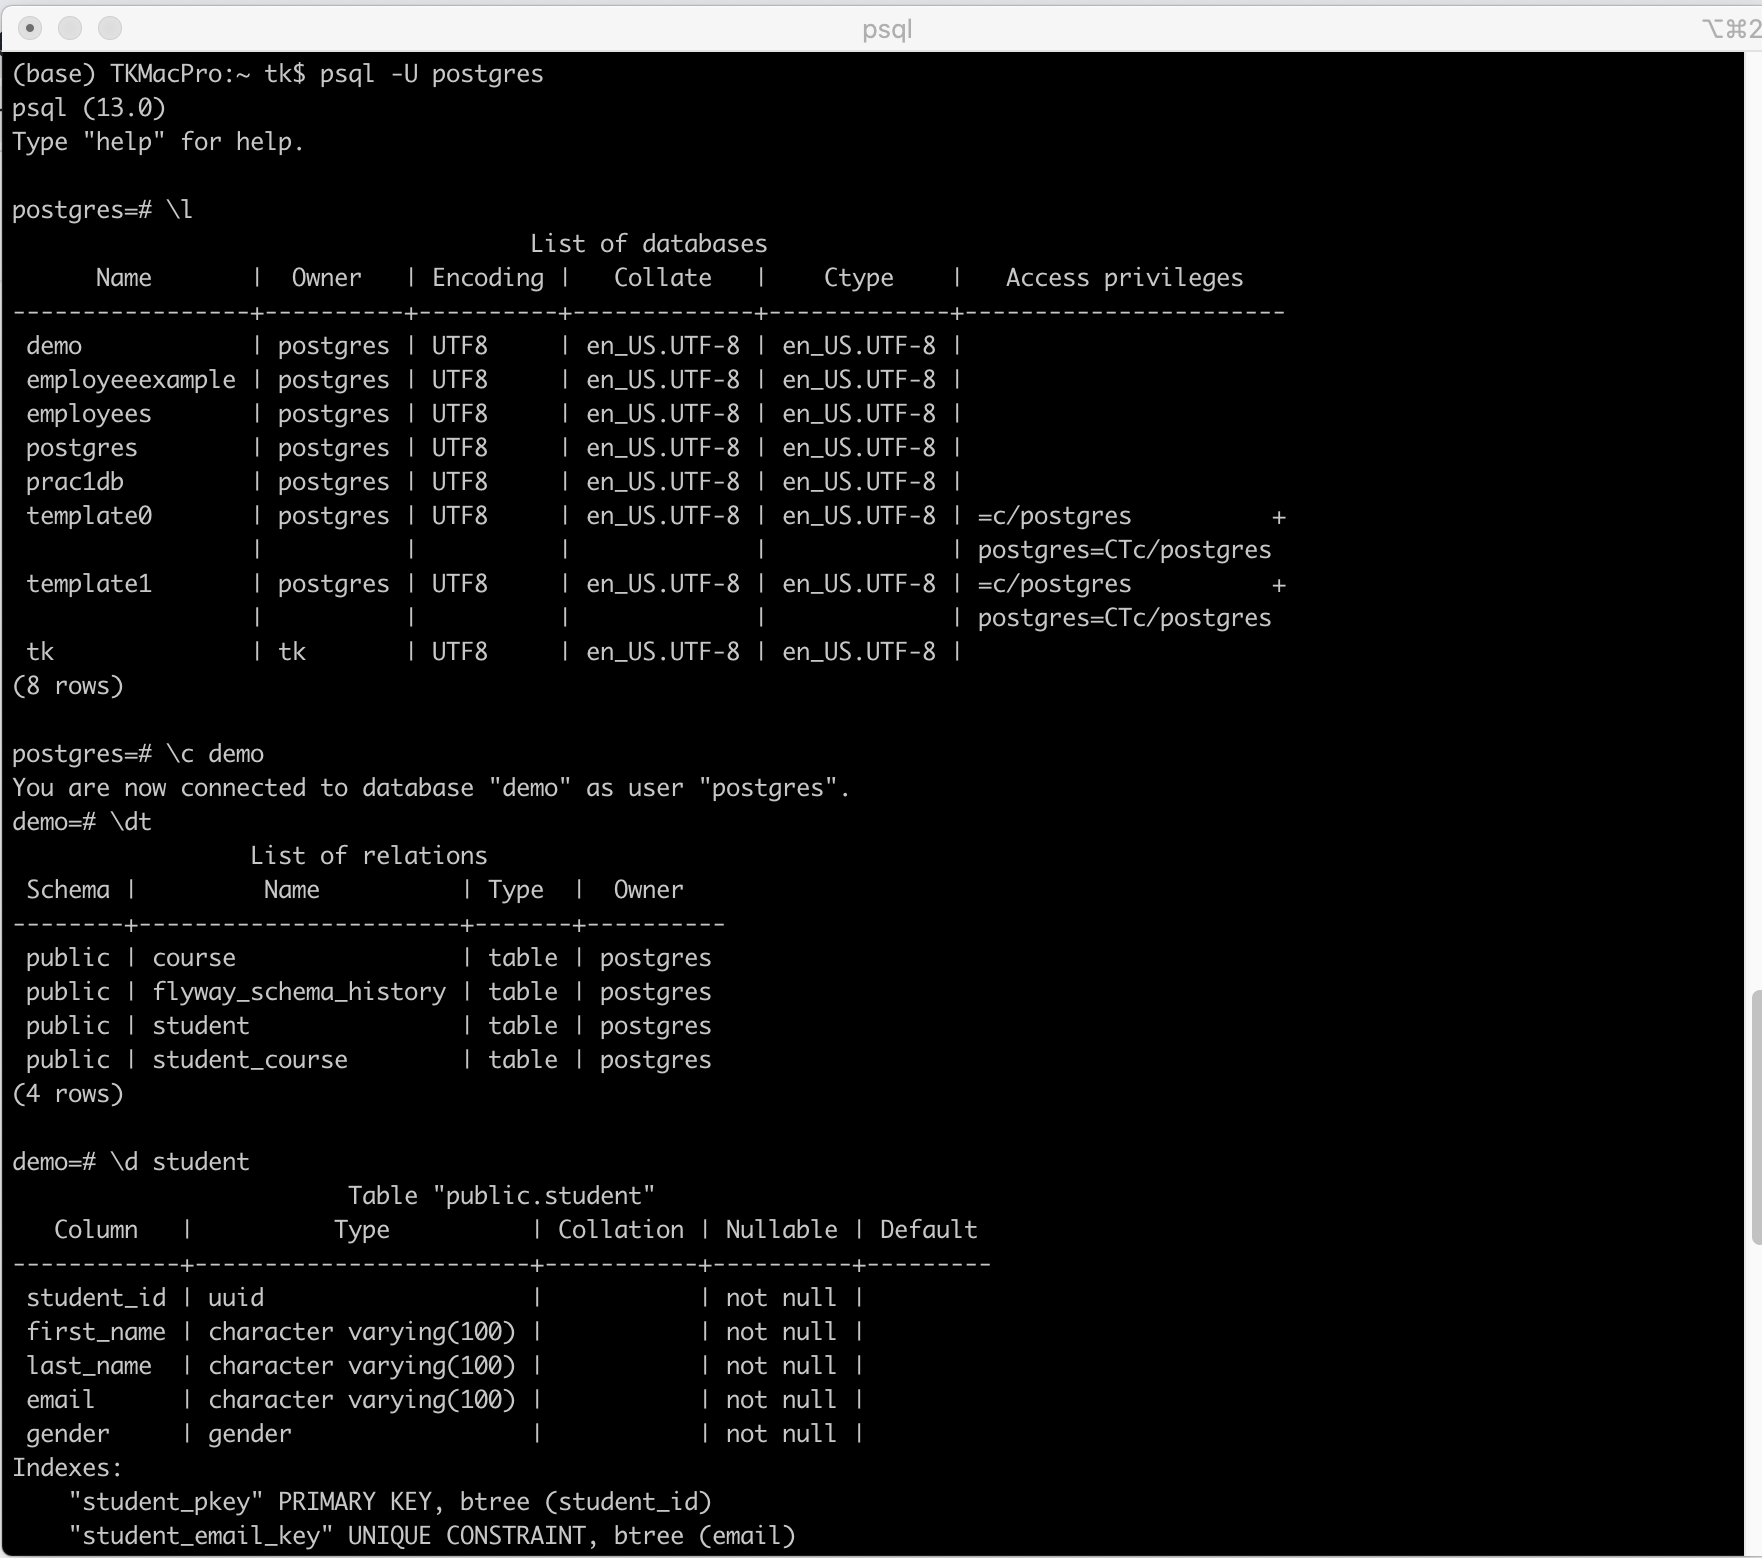 psql
⌥⌘2
(base) TKMacPro:~ tk$ psql -U postgres
psql (13.0)
Type "help" for help.

postgres=# \l
                                     List of databases
      Name       |  Owner   | Encoding |   Collate   |    Ctype    |   Access privileges
-----------------+----------+----------+-------------+-------------+-----------------------
 demo            | postgres | UTF8     | en_US.UTF-8 | en_US.UTF-8 |
 employeeexample | postgres | UTF8     | en_US.UTF-8 | en_US.UTF-8 |
 employees       | postgres | UTF8     | en_US.UTF-8 | en_US.UTF-8 |
 postgres        | postgres | UTF8     | en_US.UTF-8 | en_US.UTF-8 |
 prac1db         | postgres | UTF8     | en_US.UTF-8 | en_US.UTF-8 |
 template0       | postgres | UTF8     | en_US.UTF-8 | en_US.UTF-8 | =c/postgres          +
                 |          |          |             |             | postgres=CTc/postgres
 template1       | postgres | UTF8     | en_US.UTF-8 | en_US.UTF-8 | =c/postgres          +
                 |          |          |             |             | postgres=CTc/postgres
 tk              | tk       | UTF8     | en_US.UTF-8 | en_US.UTF-8 |
(8 rows)

postgres=# \c demo
You are now connected to database "demo" as user "postgres".
demo=# \dt
                 List of relations
 Schema |         Name          | Type  |  Owner
--------+-----------------------+-------+----------
 public | course                | table | postgres
 public | flyway_schema_history | table | postgres
 public | student               | table | postgres
 public | student_course        | table | postgres
(4 rows)

demo=# \d student
                        Table "public.student"
   Column   |          Type          | Collation | Nullable | Default
------------+------------------------+-----------+----------+---------
 student_id | uuid                   |           | not null |
 first_name | character varying(100) |           | not null |
 last_name  | character varying(100) |           | not null |
 email      | character varying(100) |           | not null |
 gender     | gender                 |           | not null |
Indexes:
    "student_pkey" PRIMARY KEY, btree (student_id)
    "student_email_key" UNIQUE CONSTRAINT, btree (email)